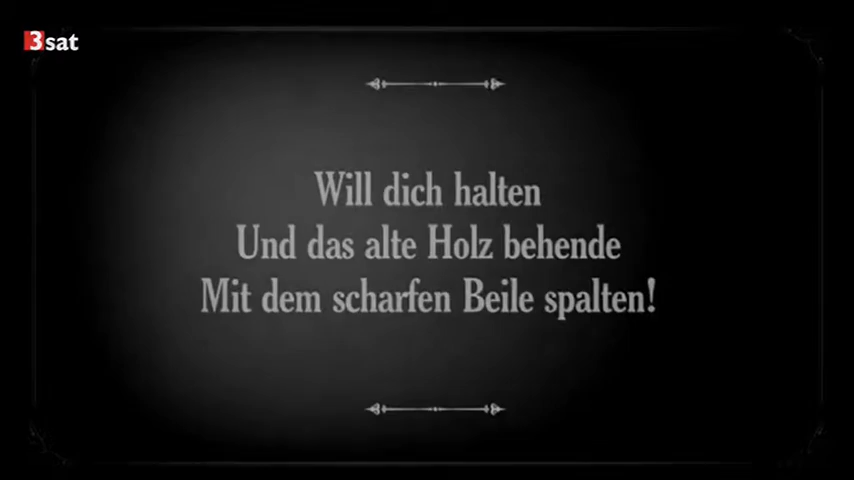 3sat
Will dich halten
Und das alte Holz behende
Mit dem scharfen Beile spalten!